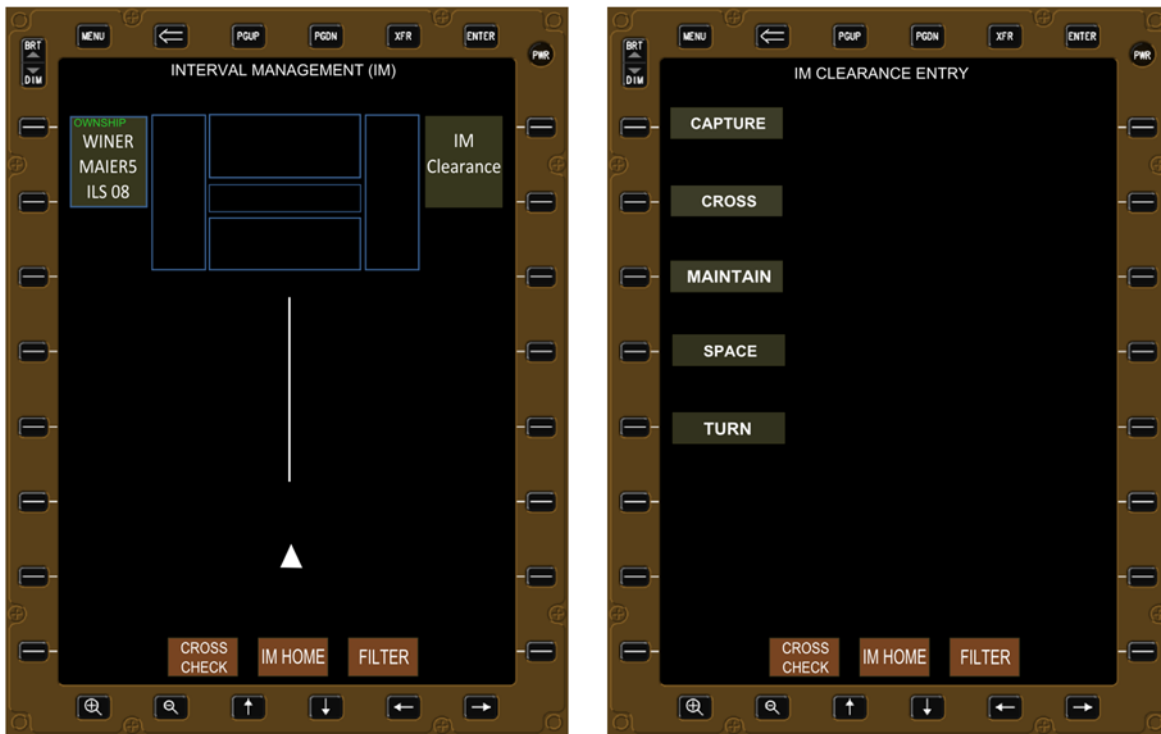 MENU PGUP PGDN XFR ENTER
BRT
DIM
PWR
INTERVAL MANAGEMENT (IM)
OWNSHIP
WINER
MAIER5
ILS 08
IM
Clearance
CROSS
CHECK
IM HOME
FILTER
MENU PGUP PGDN XFR ENTER
BRT
DIM
PWR
IM CLEARANCE ENTRY
CAPTURE
CROSS
MAINTAIN
SPACE
TURN
CROSS
CHECK
IM HOME
FILTER